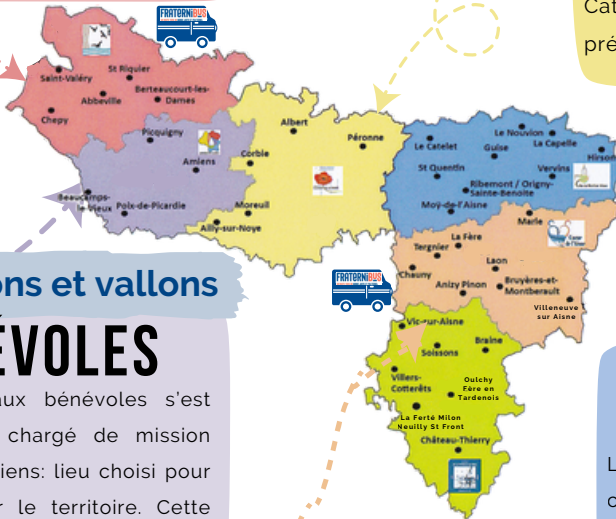 FRATERNIBUS
Cat
pré
St Riquier
Saint-Valéry
Berteaucourt-les-
Dames
Abbeville
Chepy
Picquigny
Amiens
Beaucamps-
le-Vieux
Poix-de-Picardie
Albert
Péronne
Corbie
Moreuil
Ailly-sur-Noye
Le Nouvion
Le Catelet
Guise
La Capelle
Hirson
St Quentin
Vervins
Ribemont / Origny-
Sainte-Benoite
Moÿ-de-l'Aisne
Marle
La Fère
Tergnier
Laon
Chauny
Anizy Pinon
Bruyères-et-
Montberault
Villeneuve
sur Aisne
FRATERNIBUS
Vic-sur-Aisne
Soissons
Braine
Villers-
Cotterêts
Oulchy
Fère en
Tardenois
La Ferté Milon
Neuilly St Front
Château-Thierry
ons et vallons
ÉVOLES
aux bénévoles s'est
chargé de mission
iens: lieu choisi pour
r le territoire. Cette
L
c